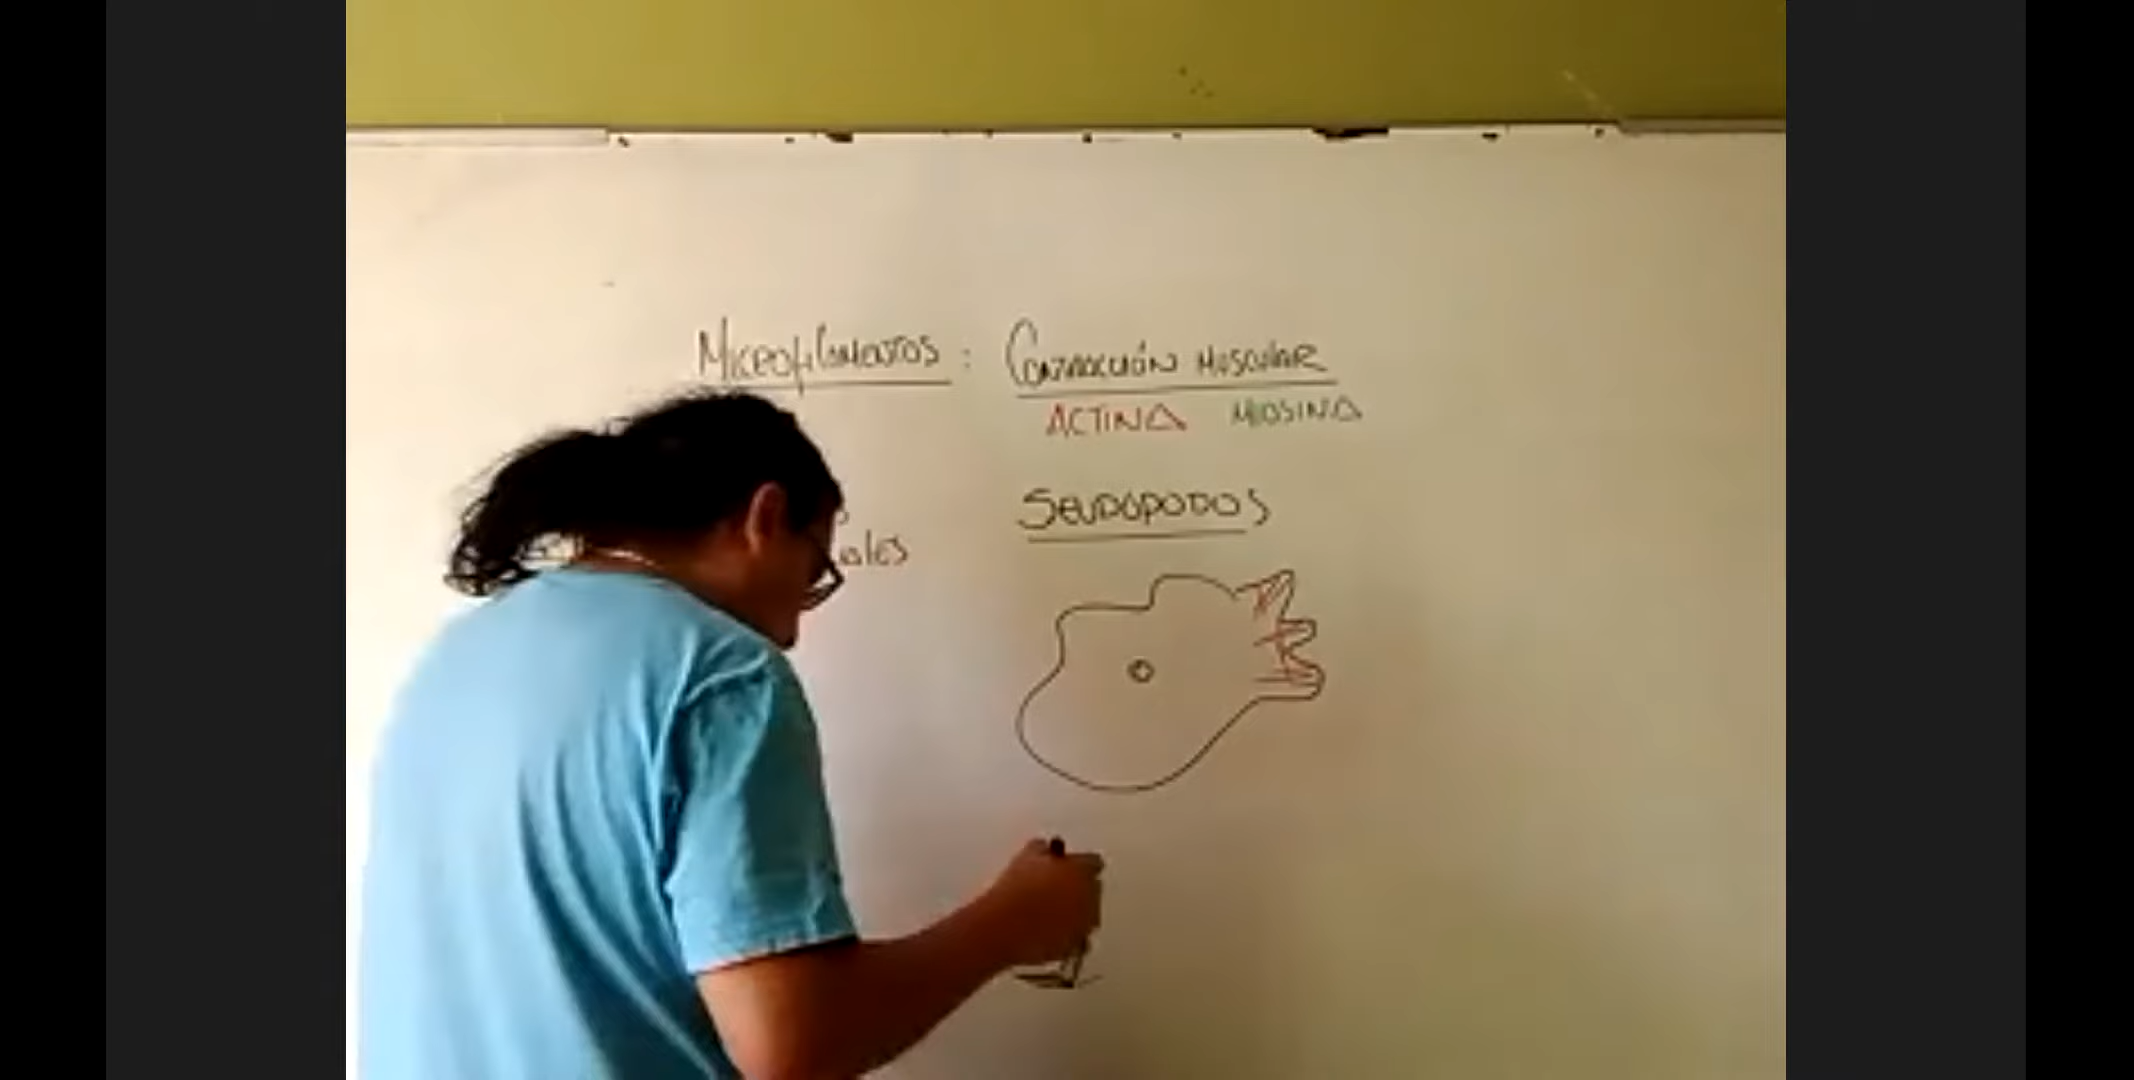 MICROfILAMENTOS : CONTRACCIÓN MUSCULAR
ACTINA MIOSINA
SEUDOPODOS